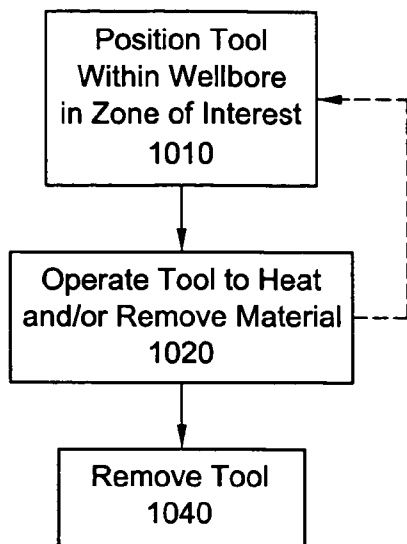 Position Tool
Within Wellbore
in Zone of Interest
1010
Operate Tool to Heat
and/or Remove Material
1020
Remove Tool
1040